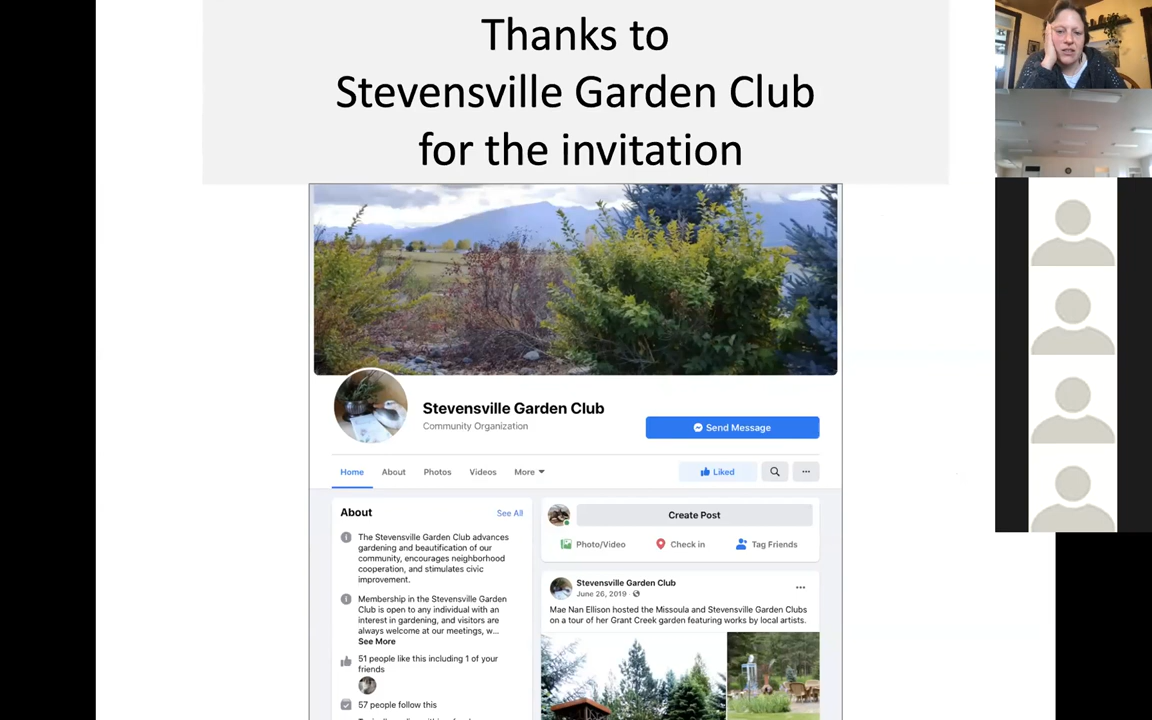 Thanks to
Stevensville Garden Club
for the invitation
Stevensville Garden Club
Community Organization
Send Message
Home About Photos Videos More
Liked
About
See All
The Stevensville Garden Club advances
gardening and beautification of our
community, encourages neighborhood
cooperation, and stimulates civic
improvement.
Membership in the Stevensville Garden
Club is open to any individual with an
interest in gardening, and visitors are
always welcome at our meetings, w...
See More
51 people like this including 1 of your
friends
57 people follow this
Create Post
Photo/Video Check in Tag Friends
Stevensville Garden Club
June 26, 2019
Mae Nan Ellison hosted the Missoula and Stevensville Garden Clubs
on a tour of her Grant Creek garden featuring works by local artists.